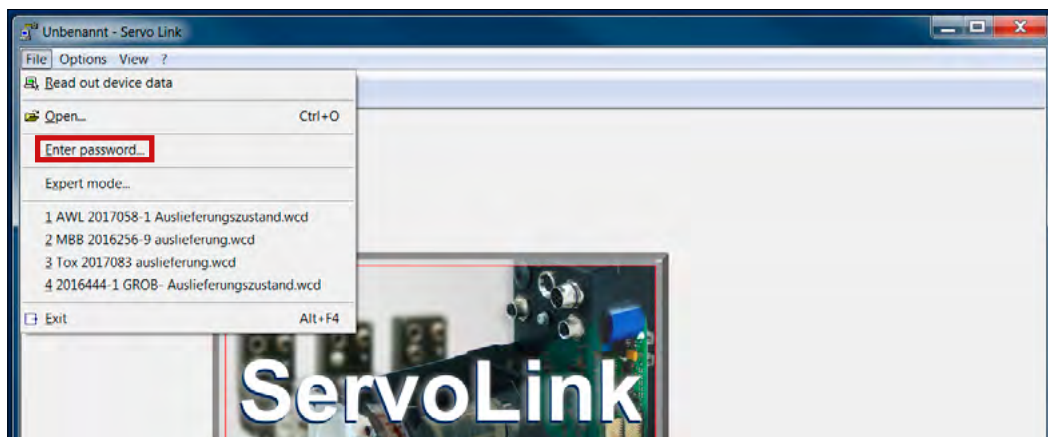 Unbenannt - Servo Link
File Options View ?
Read out device data
Open... Ctrl+O
Enter password...
Expert mode...
1 AWL 2017058-1 Auslieferungszustand.wcd
2 MBB 2016256-9 auslieferung.wcd
3 Tox 2017083 auslieferung.wcd
4 2016444-1 GROB- Auslieferungszustand.wcd
Exit Alt+F4
ServoLink